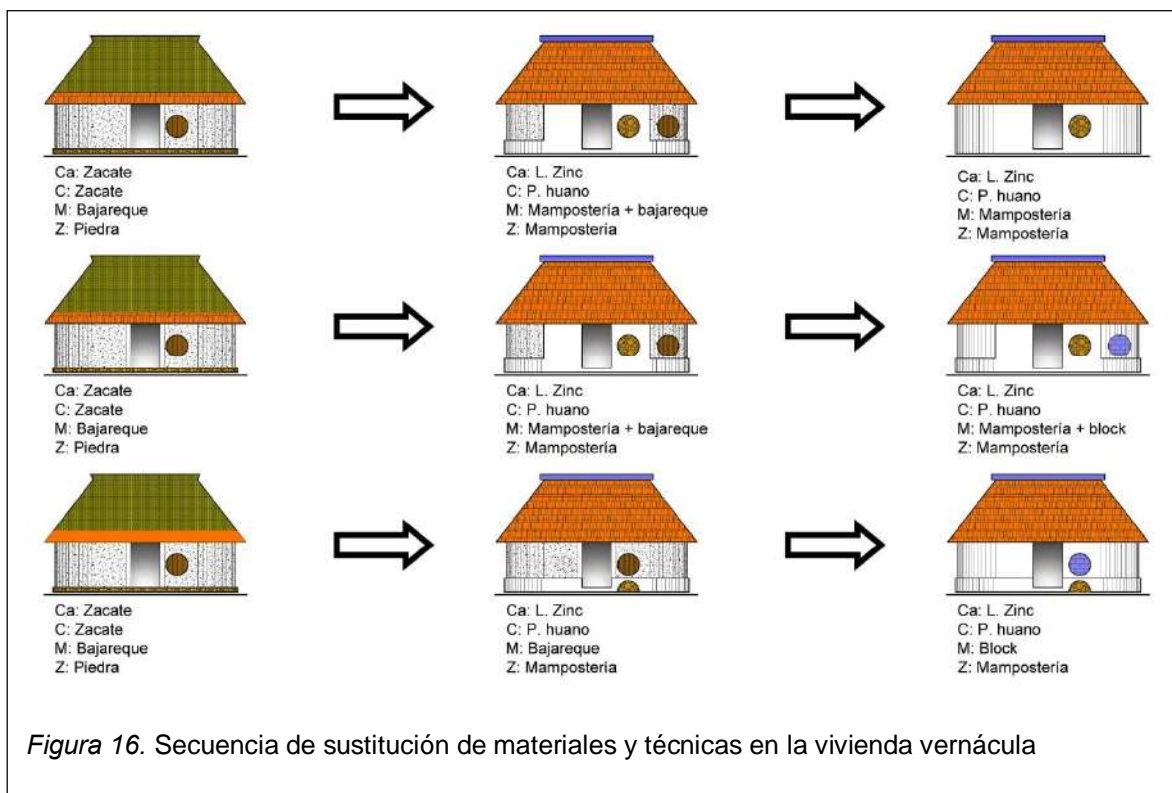 Ca: Zacate
C: Zacate
M: Bajareque
Z: Piedra
Ca: L. Zinc
C: P. huano
M: Mampostería + bajareque
Z: Mampostería
Ca: L. Zinc
C: P. huano
M: Mampostería
Z: Mampostería
Ca: Zacate
C: Zacate
M: Bajareque
Z: Piedra
Ca: L. Zinc
C: P. huano
M: Mampostería + bajareque
Z: Mampostería
Ca: L. Zinc
C: P. huano
M: Mampostería + block
Z: Mampostería
Ca: Zacate
C: Zacate
M: Bajareque
Z: Piedra
Ca: L. Zinc
C: P. huano
M: Bajareque
Z: Mampostería
Ca: L. Zinc
C: P. huano
M: Block
Z: Mampostería
Figura 16. Secuencia de sustitución de materiales y técnicas en la vivienda vernácula